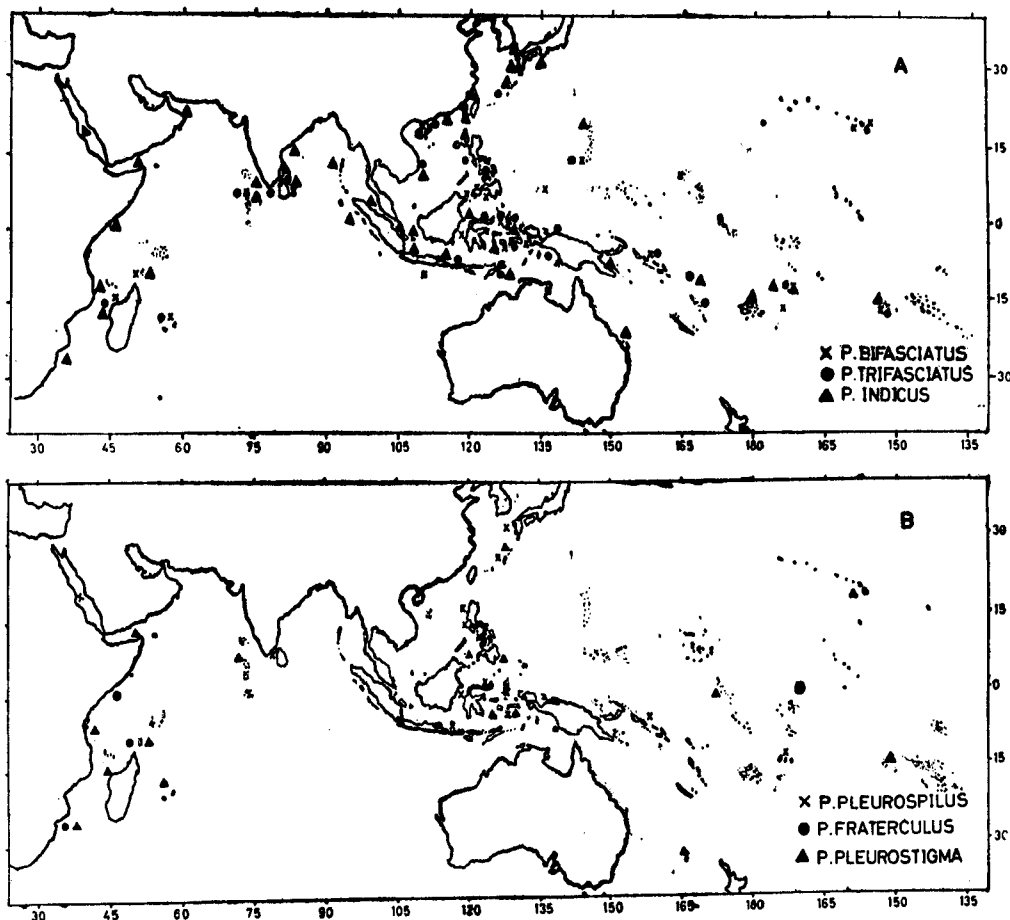 A
30
15
0
15
30
× P. BIFASCIATUS
● P. TRIFASCIATUS
▲ P. INDICUS
30 45 60 75 90 105 120 135 150 165 180 165 150 135
B
30
15
0
15
30
× P. PLEUROSPILUS
● P. FRATERCULUS
▲ P. PLEUROSTIGMA
30 45 60 75 90 105 120 135 150 165 180 165 150 135